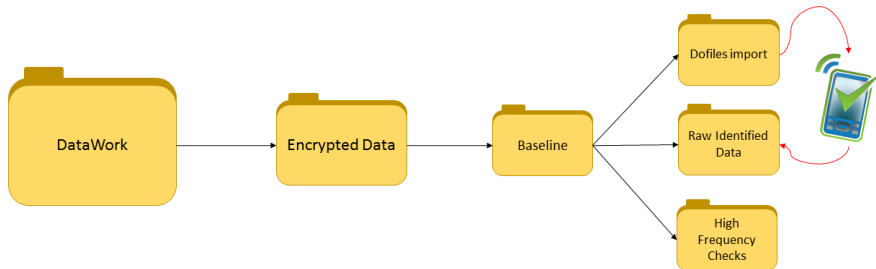 DataWork
Encrypted Data
Baseline
Dofiles import
Raw Identified
Data
High
Frequency
Checks